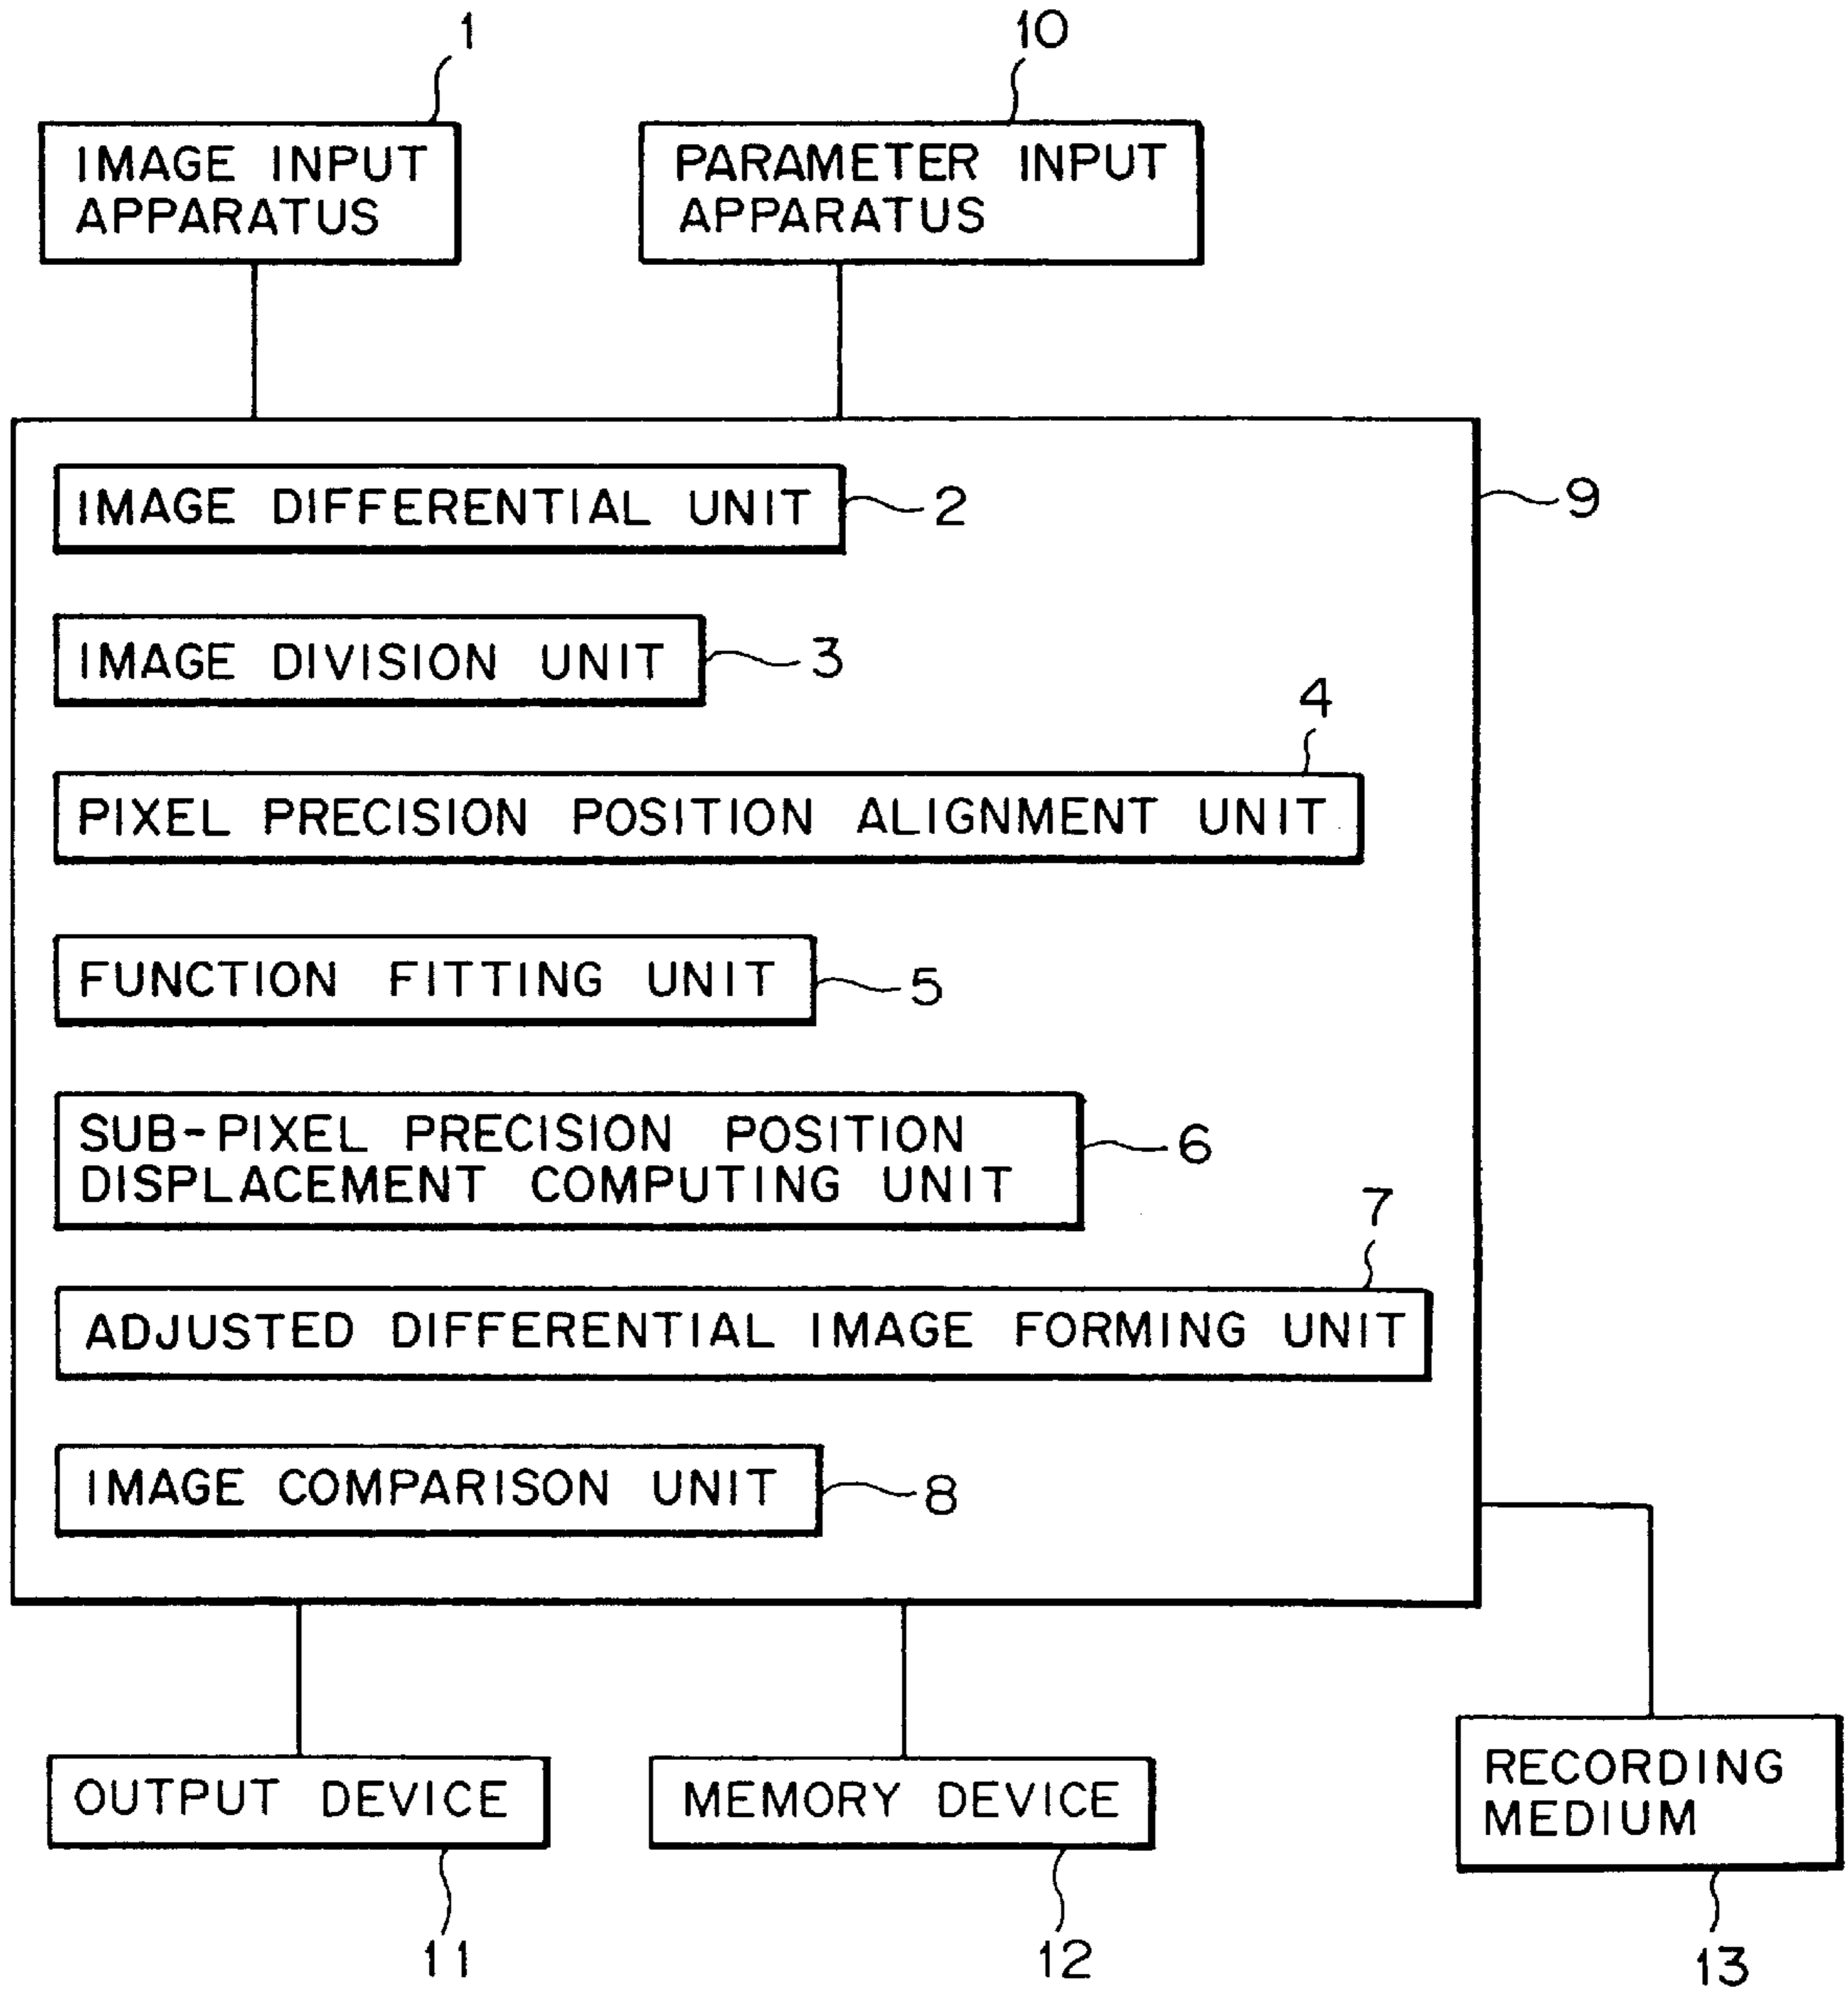 1
10
IMAGE INPUT
APPARATUS
PARAMETER INPUT
APPARATUS
IMAGE DIFFERENTIAL UNIT
2
9
IMAGE DIVISION UNIT
3
4
PIXEL PRECISION POSITION ALIGNMENT UNIT
FUNCTION FITTING UNIT
5
SUB-PIXEL PRECISION POSITION
DISPLACEMENT COMPUTING UNIT
6
7
ADJUSTED DIFFERENTIAL IMAGE FORMING UNIT
IMAGE COMPARISON UNIT
8
OUTPUT DEVICE
MEMORY DEVICE
RECORDING
MEDIUM
11
12
13